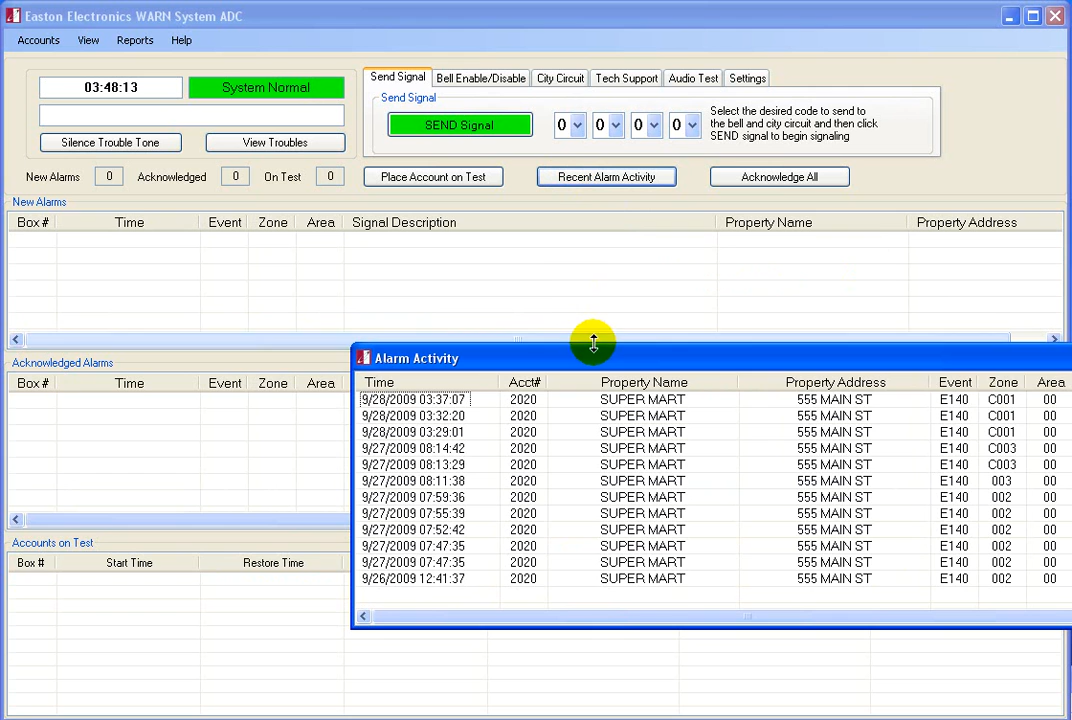 Easton Electronics WARN System ADC
Accounts View Reports Help
03:48:13 System Normal
Silence Trouble Tone View Troubles
Send Signal Bell Enable/Disable City Circuit Tech Support Audio Test Settings
Send Signal
SEND Signal 0 0 0 0
Select the desired code to send to
the bell and city circuit and then click
SEND signal to begin signaling
New Alarms 0 Acknowledged 0 On Test 0 Place Account on Test Recent Alarm Activity Acknowledge All
New Alarms
Box # Time Event Zone Area Signal Description Property Name Property Address
Acknowledged Alarms
Box # Time Event Zone Area
Accounts on Test
Box # Start Time Restore Time
Alarm Activity
Time Acct# Property Name Property Address Event Zone Area
9/28/2009 03:37:07 2020 SUPER MART 555 MAIN ST E140 C001 00
9/28/2009 03:32:20 2020 SUPER MART 555 MAIN ST E140 C001 00
9/28/2009 03:29:01 2020 SUPER MART 555 MAIN ST E140 C001 00
9/27/2009 08:14:42 2020 SUPER MART 555 MAIN ST E140 C003 00
9/27/2009 08:13:29 2020 SUPER MART 555 MAIN ST E140 C003 00
9/27/2009 08:11:38 2020 SUPER MART 555 MAIN ST E140 003 00
9/27/2009 07:59:36 2020 SUPER MART 555 MAIN ST E140 002 00
9/27/2009 07:55:39 2020 SUPER MART 555 MAIN ST E140 002 00
9/27/2009 07:52:42 2020 SUPER MART 555 MAIN ST E140 002 00
9/27/2009 07:47:35 2020 SUPER MART 555 MAIN ST E140 002 00
9/27/2009 07:47:35 2020 SUPER MART 555 MAIN ST E140 002 00
9/26/2009 12:41:37 2020 SUPER MART 555 MAIN ST E140 002 00